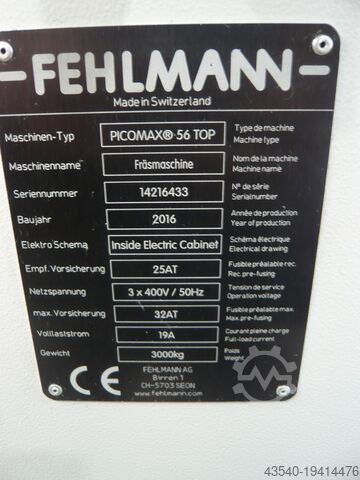 FEHLMANN
Made in Switzerland
Maschinen-Typ PICOMAX® 56 TOP Type de machine
Machine type
Maschinenname Fräsmaschine Nom de la machine
Machine name
Seriennummer 14216433 N° de série
Serialnumber
Baujahr 2016 Année de production
Year of production
Elektro Schema Inside Electric Cabinet Schéma électrique
Electrical drawing
Empf. Vorsicherung 25AT Fusible préalable rec.
Rec. pre-fusing
Netzspannung 3 x 400V / 50Hz Tension de service
Operation voltage
max. Vorsicherung 32AT Fusible préalable max.
Max. pre-fusing
Volllaststrom 19A Courant pleine charge
Full-load current
Gewicht 3000kg Poids
Weight
CE
FEHLMANN AG
Birren 1
CH-5703 SEON
www.fehlmann.com
43540-19414476